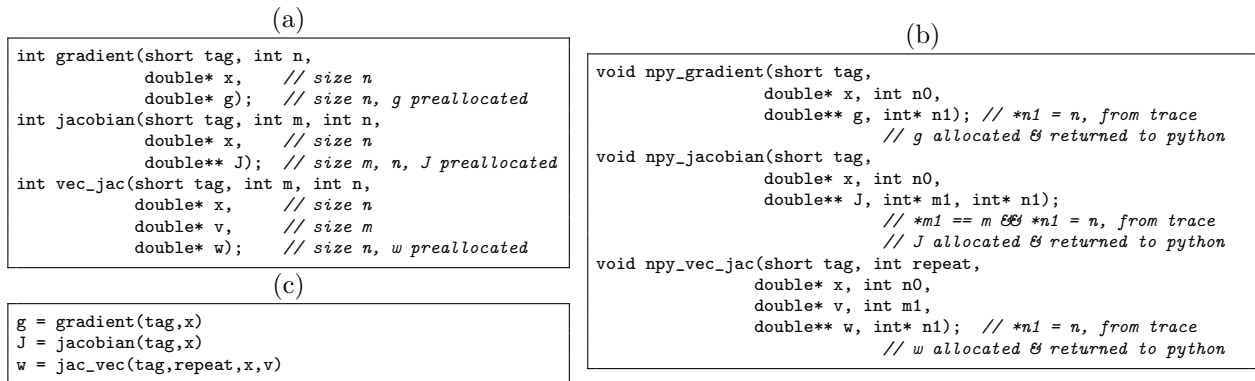 (a)
int gradient(short tag, int n,
double* x, // size n
double* g); // size n, g preallocated
int jacobian(short tag, int m, int n,
double* x, // size n
double** J); // size m, n, J preallocated
int vec_jac(short tag, int m, int n,
double* x, // size n
double* v, // size m
double* w); // size n, w preallocated
(c)
g = gradient(tag,x)
J = jacobian(tag,x)
w = jac_vec(tag,repeat,x,v)
(b)
void npy_gradient(short tag,
double* x, int n0,
double** g, int* n1); // *n1 = n, from trace
// g allocated & returned to python
void npy_jacobian(short tag,
double* x, int n0,
double** J, int* m1, int* n1);
// *m1 == m && *n1 = n, from trace
// J allocated & returned to python
void npy_vec_jac(short tag, int repeat,
double* x, int n0,
double* v, int m1,
double** w, int* n1); // *n1 = n, from trace
// w allocated & returned to python